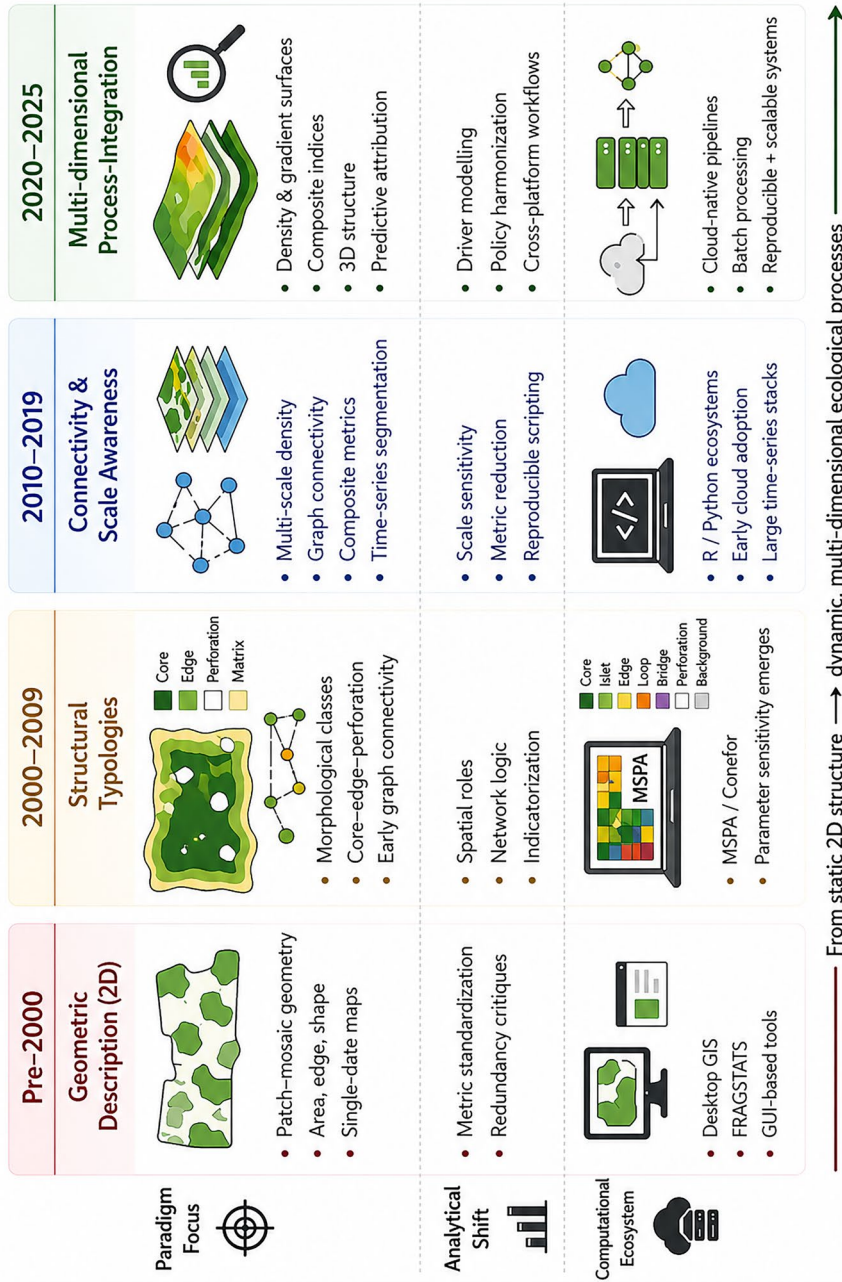 Pre–2000
Geometric
Description (2D)
2000–2009
Structural
Typologies
2010–2019
Connectivity &
Scale Awareness
2020–2025
Multi-dimensional
Process-Integration
Paradigm
Focus
• Patch–mosaic geometry
• Area, edge, shape
• Single-date maps
Core
Edge
Perforation
Matrix
• Morphological classes
• Core–edge–perforation
• Early graph connectivity
• Multi-scale density
• Graph connectivity
• Composite metrics
• Time-series segmentation
• Density & gradient surfaces
• Composite indices
• 3D structure
• Predictive attribution
Analytical
Shift
• Metric standardization
• Redundancy critiques
• Spatial roles
• Network logic
• Indicatorization
• Scale sensitivity
• Metric reduction
• Reproducible scripting
• Driver modelling
• Policy harmonization
• Cross-platform workflows
Computational
Ecosystem
• Desktop GIS
• FRAGSTATS
• GUI-based tools
MSPA
Core
Islet
Edge
Loop
Bridge
Perforation
Background
• MSPA / Conefor
• Parameter sensitivity emerges
</>
• R / Python ecosystems
• Early cloud adoption
• Large time-series stacks
• Cloud-native pipelines
• Batch processing
• Reproducible + scalable systems
From static 2D structure → dynamic, multi-dimensional ecological processes